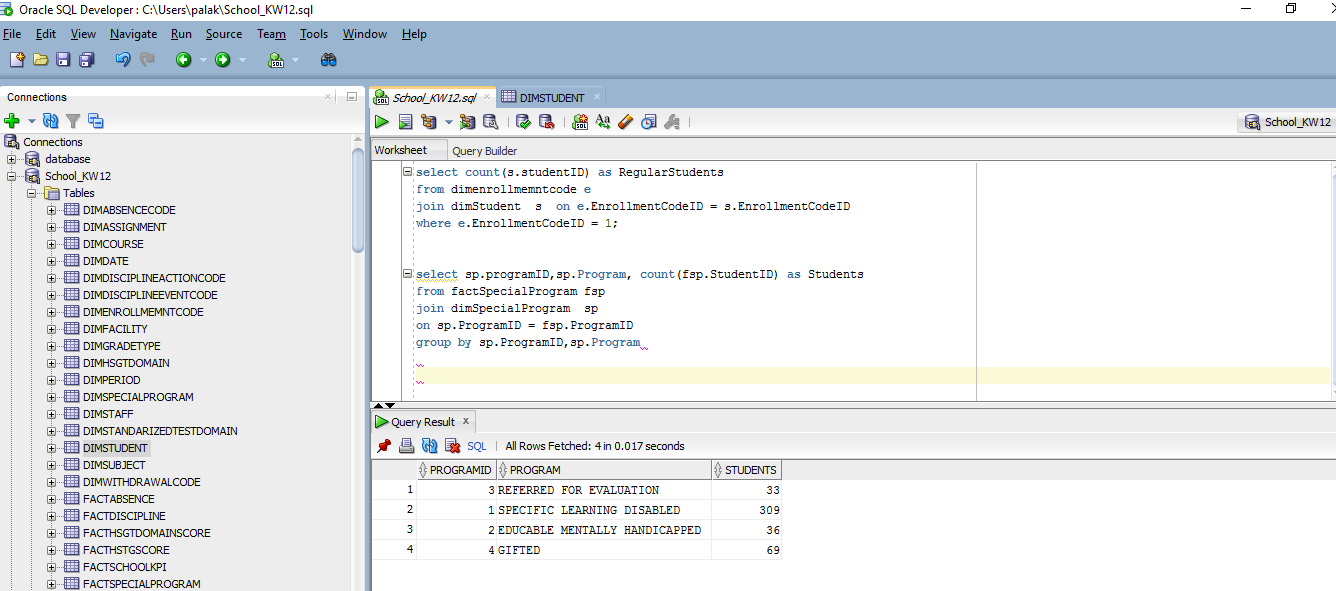 Oracle SQL Developer : C:\Users\palak\School_KW12.sql
File Edit View Navigate Run Source Team Tools Window Help
Connections
School_KW12.sql
DIMSTUDENT
School_KW12
Worksheet
Query Builder
Connections
database
School_KW12
Tables
DIMABSENCECODE
DIMASSIGNMENT
DIMCOURSE
DIMDATE
DIMDISCIPLINEACTIONCODE
DIMDISCIPLINEEVENTCODE
DIMENROLLMEMNTCODE
DIMFACILITY
DIMGRADETYPE
DIMHSGTDOMAIN
DIMPERIOD
DIMSPECIALPROGRAM
DIMSTAFF
DIMSTANDARIZEDTESTDOMAIN
DIMSTUDENT
DIMSUBJECT
DIMWITHDRAWALCODE
FACTABSENCE
FACTDISCIPLINE
FACTHSGTDOMAINSCORE
FACTHSTGSCORE
FACTSCHOOLKPI
FACTSPECIALPROGRAM
select count(s.studentID) as RegularStudents
from dimenrollmemntcode e
join dimStudent  s  on e.EnrollmentCodeID = s.EnrollmentCodeID
where e.EnrollmentCodeID = 1;
select sp.programID,sp.Program, count(fsp.StudentID) as Students
from factSpecialProgram fsp
join dimSpecialProgram  sp
on sp.ProgramID = fsp.ProgramID
group by sp.ProgramID,sp.Program
Query Result
SQL | All Rows Fetched: 4 in 0.017 seconds
PROGRAMID PROGRAM STUDENTS
1 3 REFERRED FOR EVALUATION 33
2 1 SPECIFIC LEARNING DISABLED 309
3 2 EDUCABLE MENTALLY HANDICAPPED 36
4 4 GIFTED 69